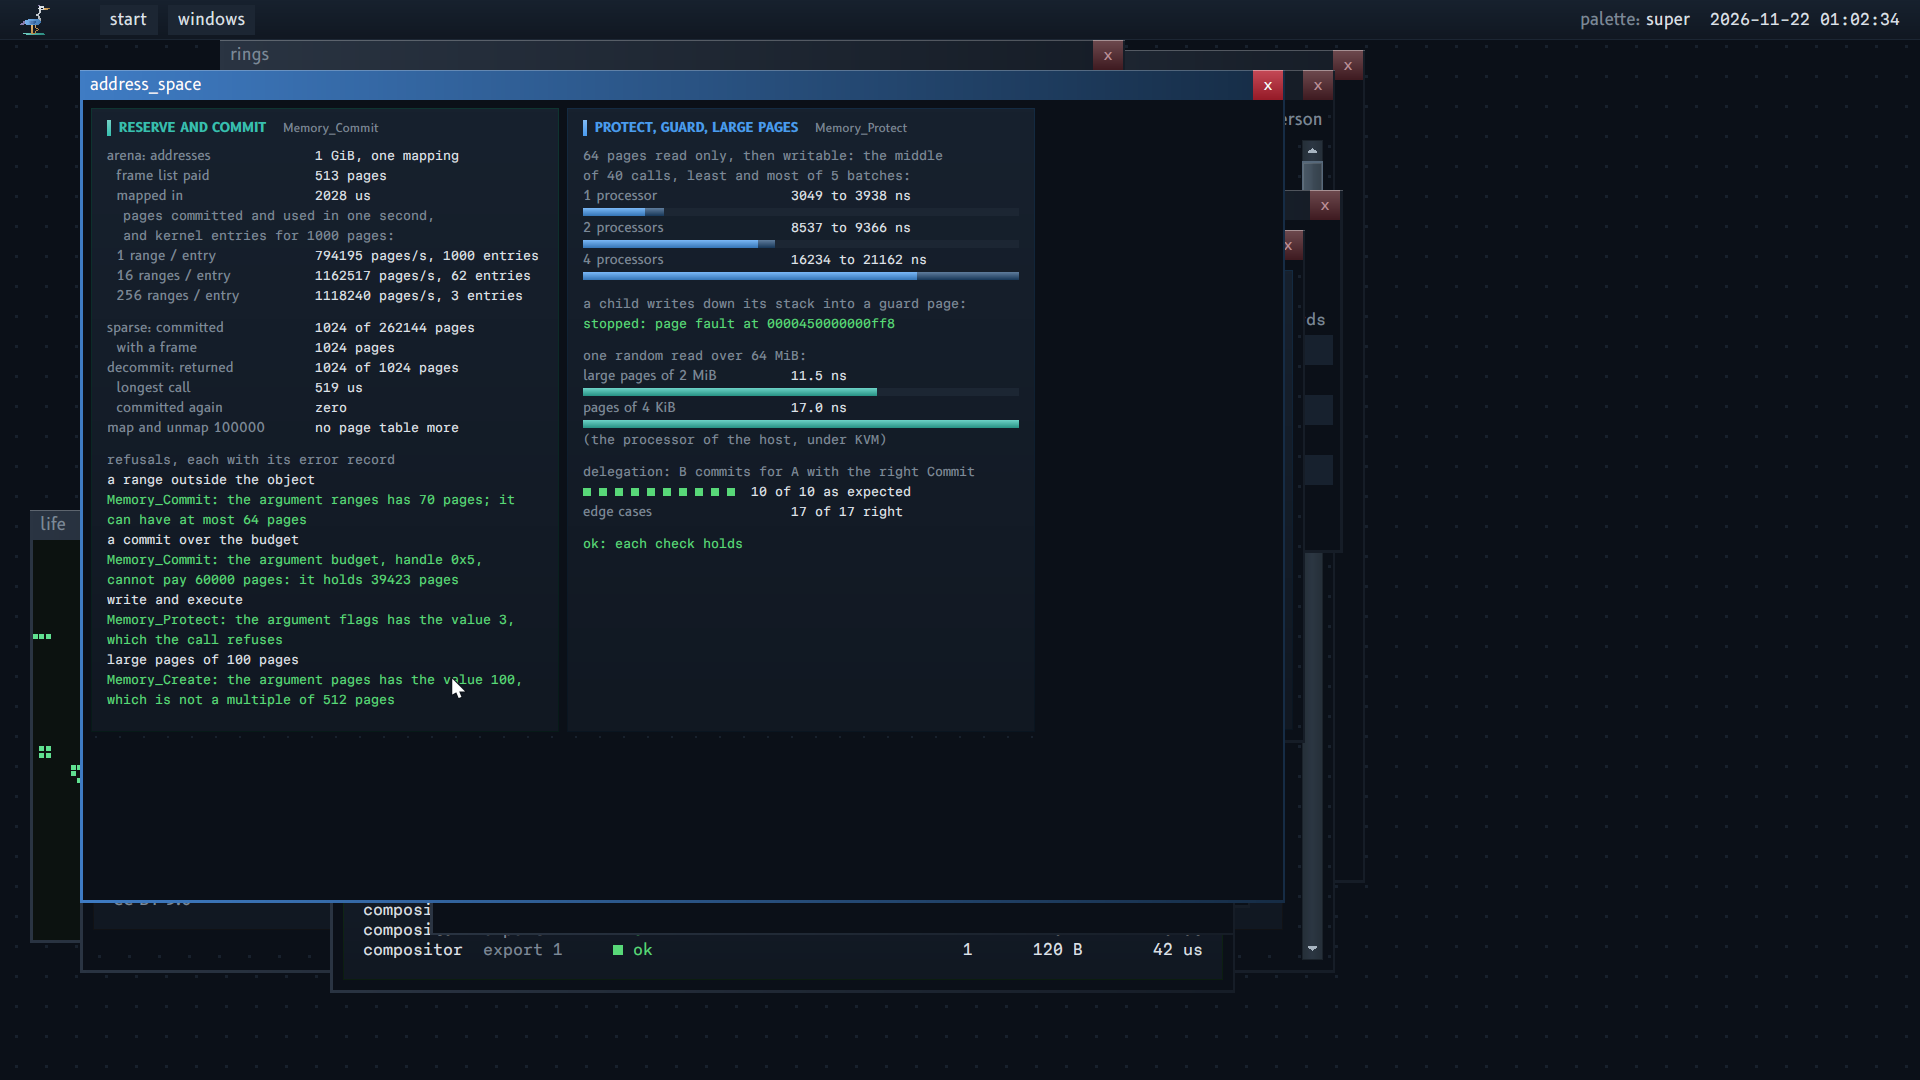 start windows palette: super 2026-11-22 01:02:34
rings x
x
address_space x x
RESERVE AND COMMIT Memory_Commit
arena: addresses 1 GiB, one mapping
frame list paid 513 pages
mapped in 2028 us
pages committed and used in one second,
and kernel entries for 1000 pages:
1 range / entry 794195 pages/s, 1000 entries
16 ranges / entry 1162517 pages/s, 62 entries
256 ranges / entry 1118240 pages/s, 3 entries
sparse: committed 1024 of 262144 pages
with a frame 1024 pages
decommit: returned 1024 of 1024 pages
longest call 519 us
committed again zero
map and unmap 100000 no page table more
refusals, each with its error record
a range outside the object
Memory_Commit: the argument ranges has 70 pages; it
can have at most 64 pages
a commit over the budget
Memory_Commit: the argument budget, handle 0x5,
cannot pay 60000 pages: it holds 39423 pages
write and execute
Memory_Protect: the argument flags has the value 3,
which the call refuses
large pages of 100 pages
Memory_Create: the argument pages has the value 100,
which is not a multiple of 512 pages
PROTECT, GUARD, LARGE PAGES Memory_Protect
64 pages read only, then writable: the middle
of 40 calls, least and most of 5 batches:
1 processor 3049 to 3938 ns
2 processors 8537 to 9366 ns
4 processors 16234 to 21162 ns
a child writes down its stack into a guard page:
stopped: page fault at 0000450000000ff8
one random read over 64 MiB:
large pages of 2 MiB 11.5 ns
pages of 4 KiB 17.0 ns
(the processor of the host, under KVM)
delegation: B commits for A with the right Commit
10 of 10 as expected
edge cases 17 of 17 right
ok: each check holds
erson
x
x
ds
life
composi
composi
compositor export 1 ok 1 120 B 42 us